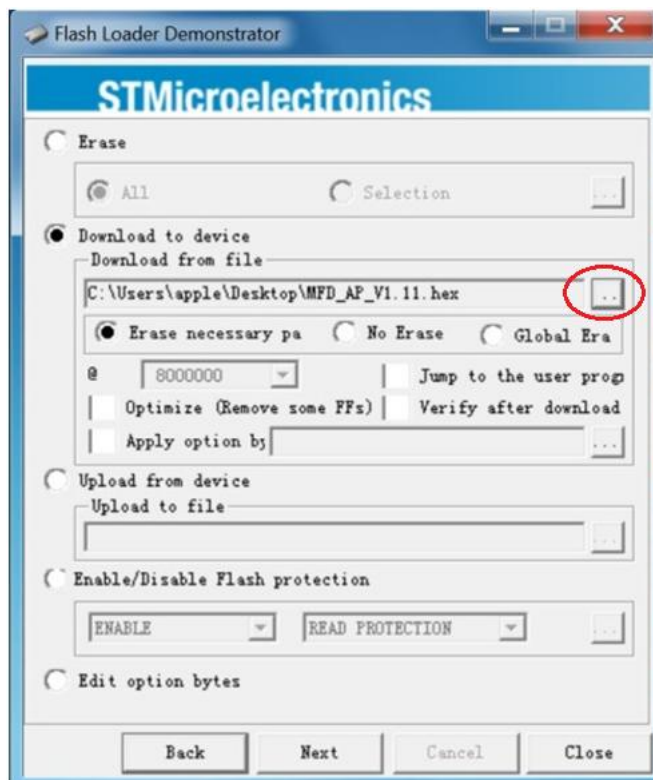 Flash Loader Demonstrator
STMicroelectronics
Erase
All Selection ...
Download to device
Download from file
C:\Users\apple\Desktop\MFD_AP_V1.11.hex ..
Erase necessary pa No Erase Global Era
@ 8000000 Jump to the user prog
Optimize (Remove some FFs) Verify after download
Apply option by ...
Upload from device
Upload to file
...
Enable/Disable Flash protection
ENABLE READ PROTECTION ...
Edit option bytes
Back Next Cancel Close